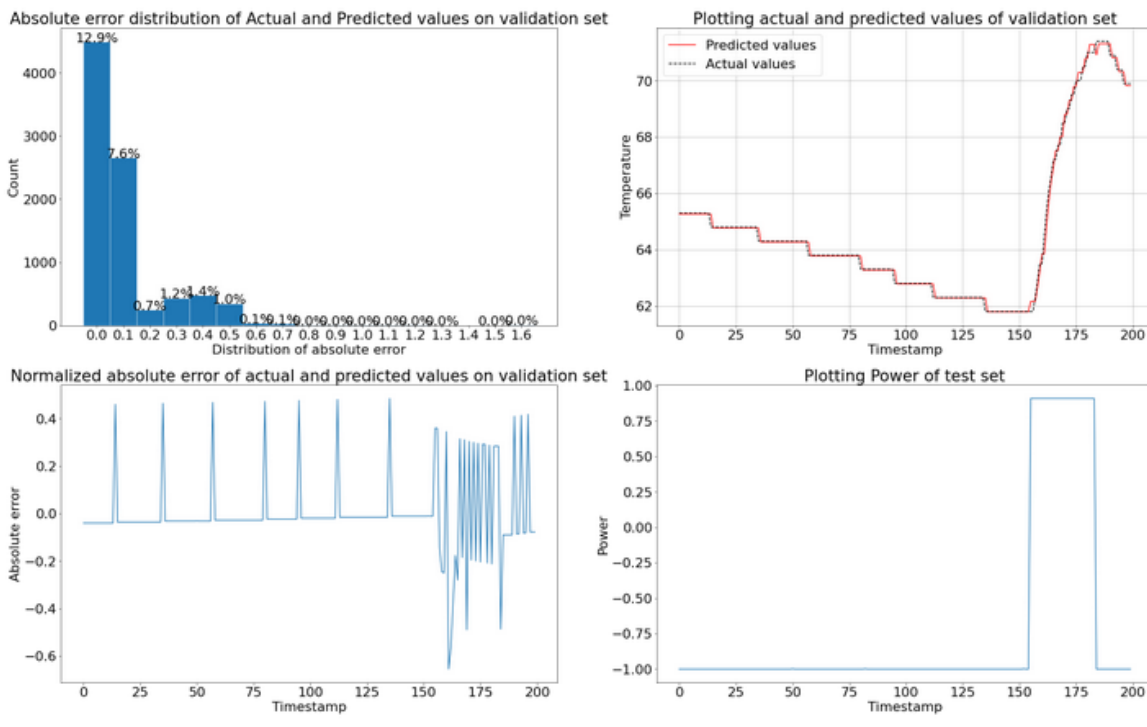 Absolute error distribution of Actual and Predicted values on validation set
12.9%
7.6%
0.7%
1.2%
1.4%
1.0%
0.1%
0.1%
0.0%
0.0%
0.0%
0.0%
0.0%
0.0%
0.0%
0.0%
4000
3000
2000
1000
0
Count
0.0 0.1 0.2 0.3 0.4 0.5 0.6 0.7 0.8 0.9 1.0 1.1 1.2 1.3 1.4 1.5 1.6
Distribution of absolute error
Plotting actual and predicted values of validation set
Predicted values
Actual values
70
68
66
64
62
Temperature
0 25 50 75 100 125 150 175 200
Timestamp
Normalized absolute error of actual and predicted values on validation set
0.4
0.2
0.0
−0.2
−0.4
−0.6
Absolute error
0 25 50 75 100 125 150 175 200
Timestamp
Plotting Power of test set
1.00
0.75
0.50
0.25
0.00
−0.25
−0.50
−0.75
−1.00
Power
0 25 50 75 100 125 150 175 200
Timestamp